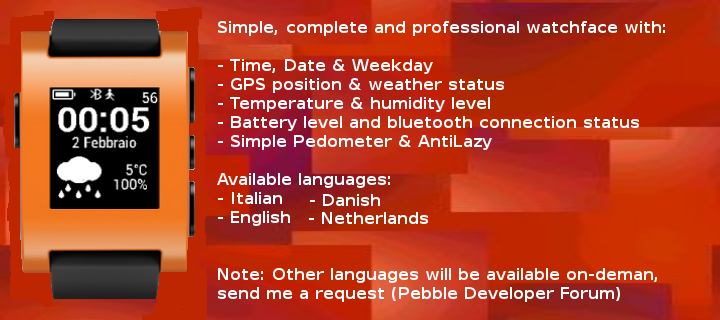 Simple, complete and professional watchface with:
- Time, Date & Weekday
- GPS position & weather status
- Temperature & humidity level
- Battery level and bluetooth connection status
- Simple Pedometer & AntiLazy
Available languages:
- Italian - Danish
- English - Netherlands
Note: Other languages will be available on-deman,
send me a request (Pebble Developer Forum)
56
00:05
2 Febbraio
5°C
100%